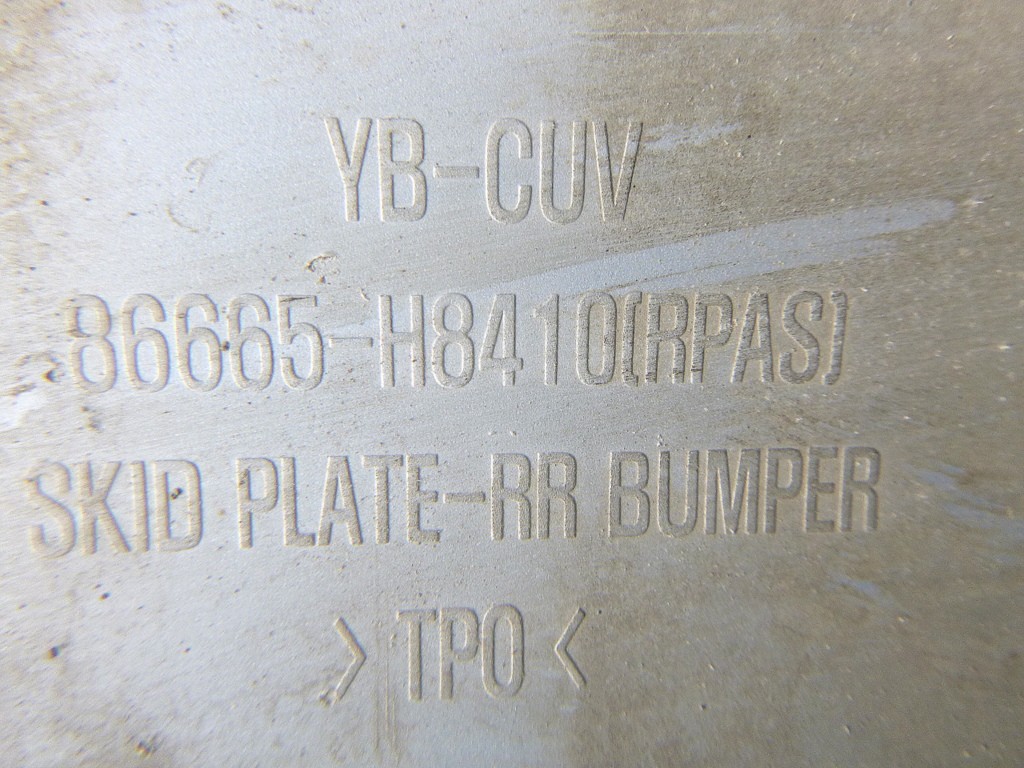 YB-CUV
86665-H8410(RPAS)
SKID PLATE-RR BUMPER
>TPO<